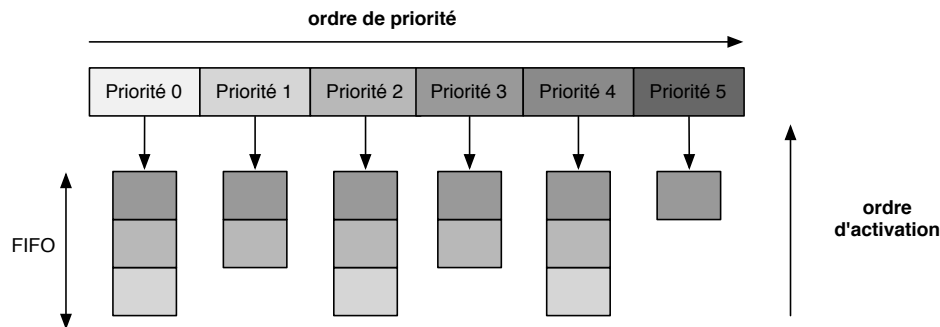 ordre de priorité
Priorité 0 Priorité 1 Priorité 2 Priorité 3 Priorité 4 Priorité 5
FIFO
ordre
d'activation